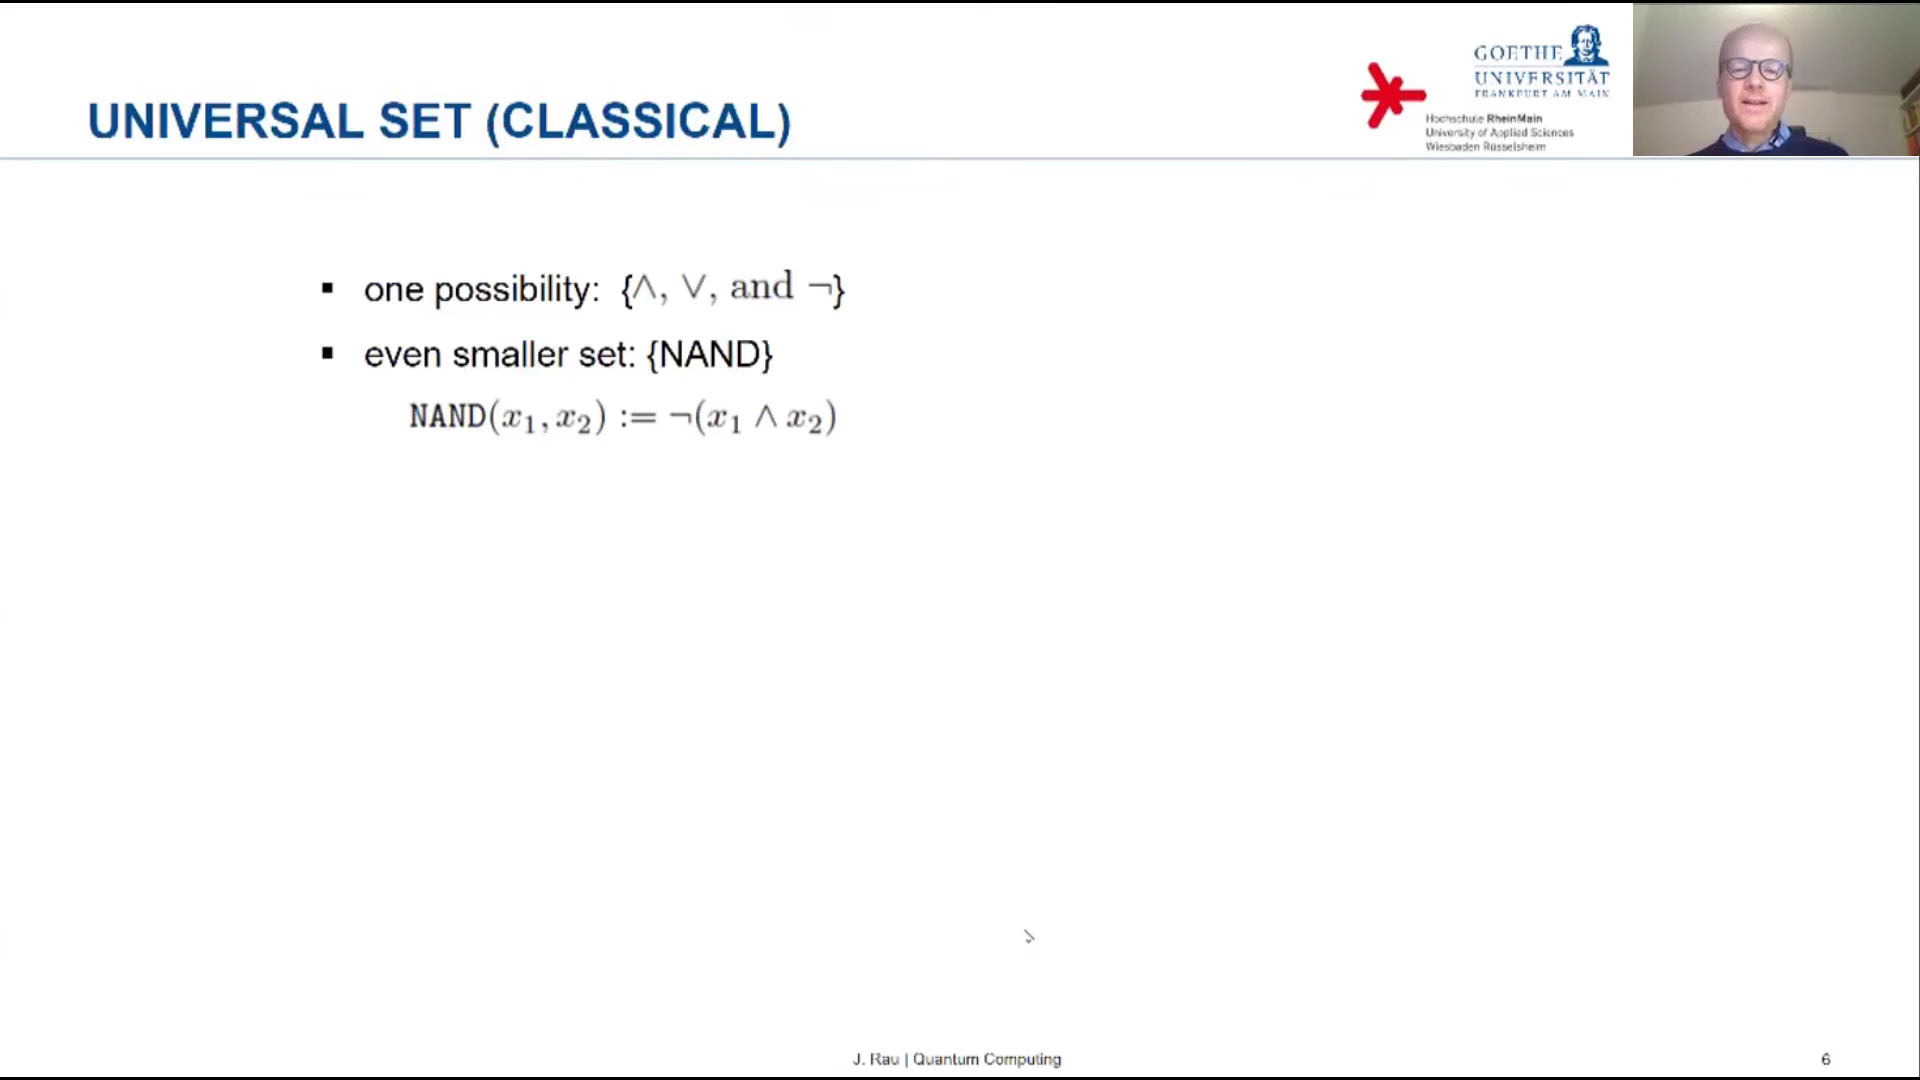 GOETHE
UNIVERSITÄT
FRANKFURT AM MAIN
UNIVERSAL SET (CLASSICAL)
Hochschule RheinMain
University of Applied Sciences
Wiesbaden Rüsselsheim
▪ one possibility: {∧, ∨, and ¬}
▪ even smaller set: {NAND}
NAND(x₁, x₂) := ¬(x₁ ∧ x₂)
J. Rau | Quantum Computing
6